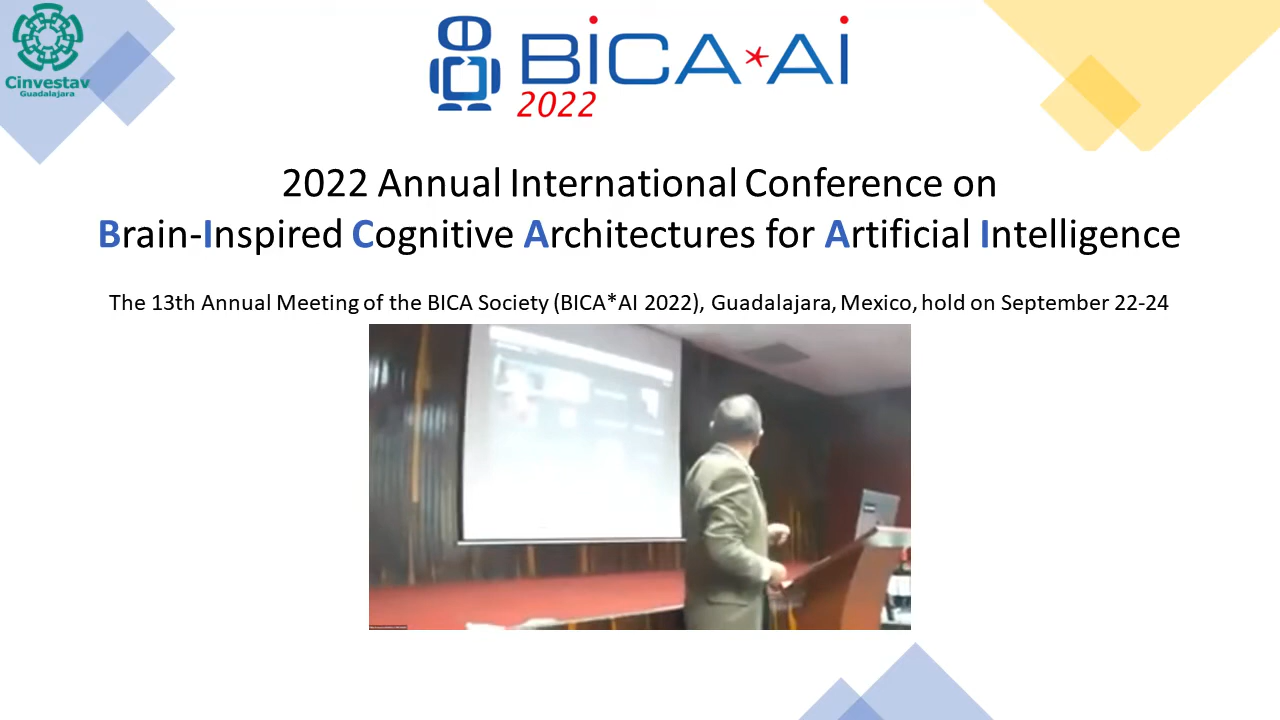 Cinvestav
Guadalajara
BiCA*Ai
2022
2022 Annual International Conference on
Brain-Inspired Cognitive Architectures for Artificial Intelligence
The 13th Annual Meeting of the BICA Society (BICA*AI 2022), Guadalajara, Mexico, hold on September 22-24